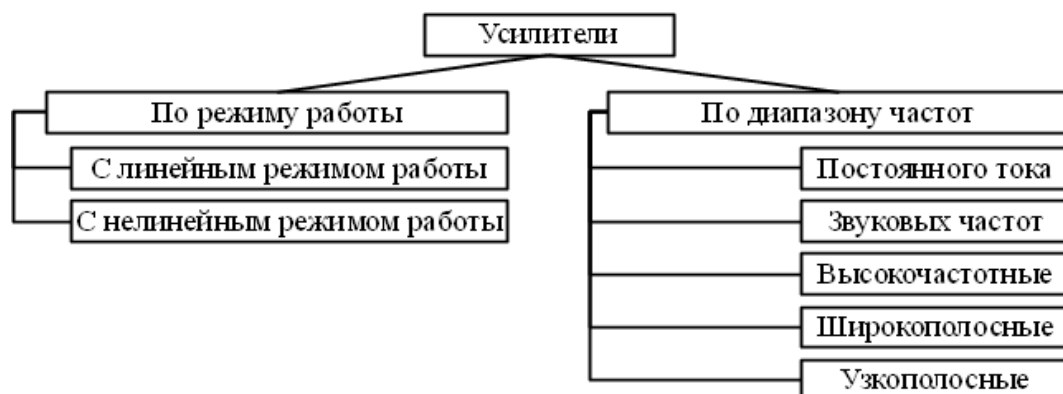 Усилители
По режиму работы
С линейным режимом работы
С нелинейным режимом работы
По диапазону частот
Постоянного тока
Звуковых частот
Высокочастотные
Широкополосные
Узкополосные